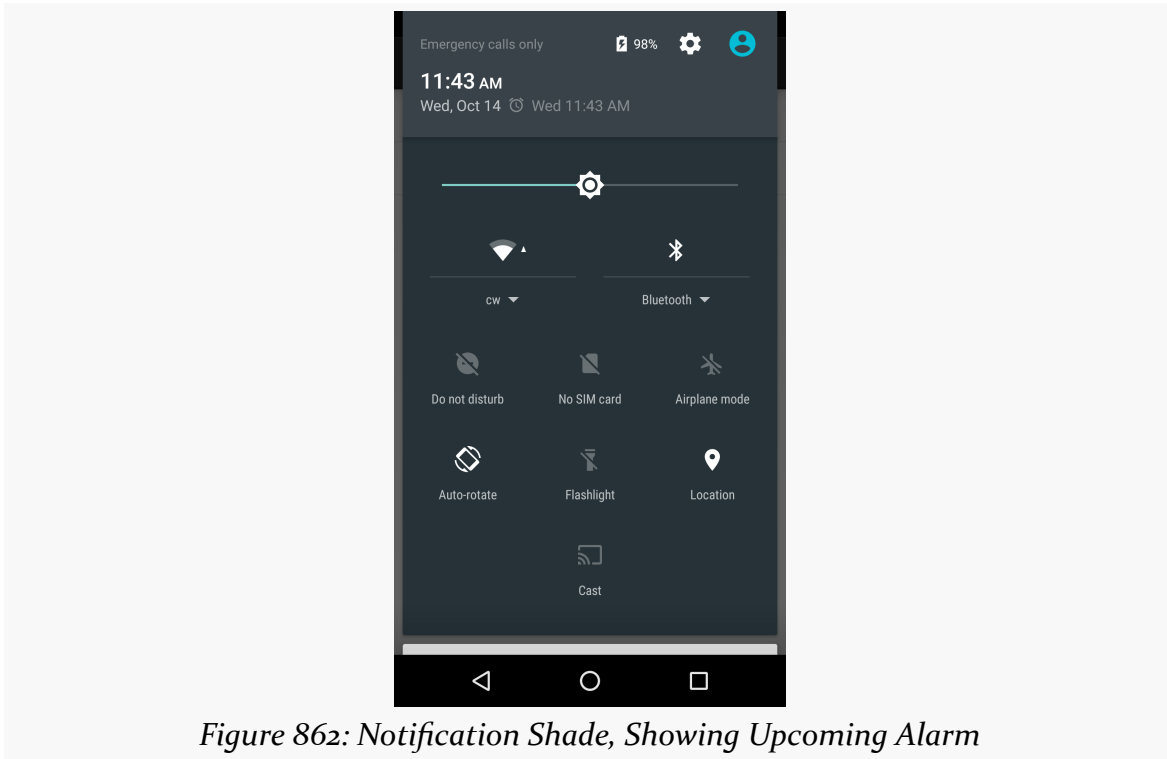 Emergency calls only 98%
11:43 AM
Wed, Oct 14 Wed 11:43 AM
cw Bluetooth
Do not disturb No SIM card Airplane mode
Auto-rotate Flashlight Location
Cast
Figure 862: Notification Shade, Showing Upcoming Alarm